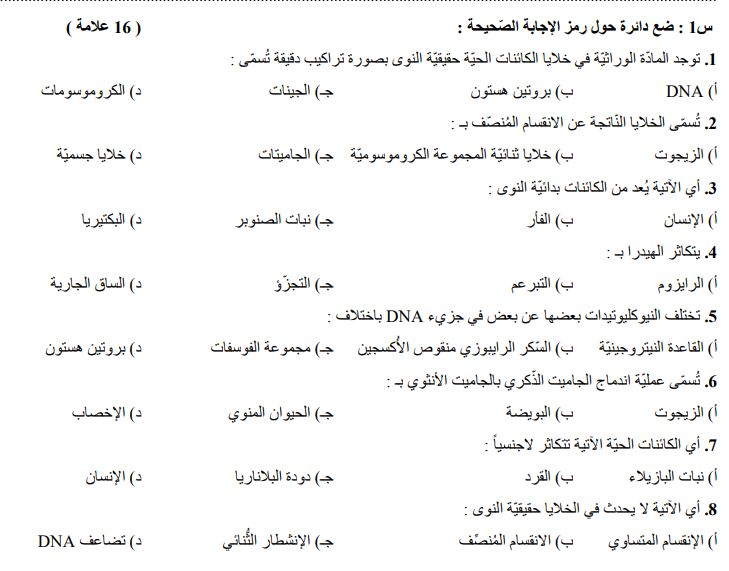 س1 : ضع دائرة حول رمز الإجابة الصّحيحة : ( 16 علامة )
1. توجد المادّة الوراثيّة في خلايا الكائنات الحيّة حقيقيّة النوى بصورة تراكيب دقيقة تُسمّى :
أ) DNA ب) بروتين هستون جـ) الجينات د) الكروموسومات
2. تُسمّى الخلايا النّاتجة عن الانقسام المُنصّف بـ :
أ) الزيجوت ب) خلايا ثنائيّة المجموعة الكروموسوميّة جـ) الجاميتات د) خلايا جسميّة
3. أي الآتية يُعد من الكائنات بدائيّة النوى :
أ) الإنسان ب) الفأر جـ) نبات الصنوبر د) البكتيريا
4. يتكاثر الهيدرا بـ :
أ) الرايزوم ب) التبرعم جـ) التجزّؤ د) الساق الجارية
5. تختلف النيوكليوتيدات بعضها عن بعض في جزيء DNA باختلاف :
أ) القاعدة النيتروجينيّة ب) السّكر الرايبوزي منقوص الأُكسجين جـ) مجموعة الفوسفات د) بروتين هستون
6. تُسمّى عمليّة اندماج الجاميت الذّكري بالجاميت الأنثوي بـ :
أ) الزيجوت ب) البويضة جـ) الحيوان المنوي د) الإخصاب
7. أي الكائنات الحيّة الآتية تتكاثر لاجنسياً :
أ) نبات البازيلاء ب) القرد جـ) دودة البلاناريا د) الإنسان
8. أي الآتية لا يحدث في الخلايا حقيقيّة النوى :
أ) الإنقسام المتساوي ب) الانقسام المُنصِّف جـ) الإنشطار الثُّنائي د) تضاعف DNA